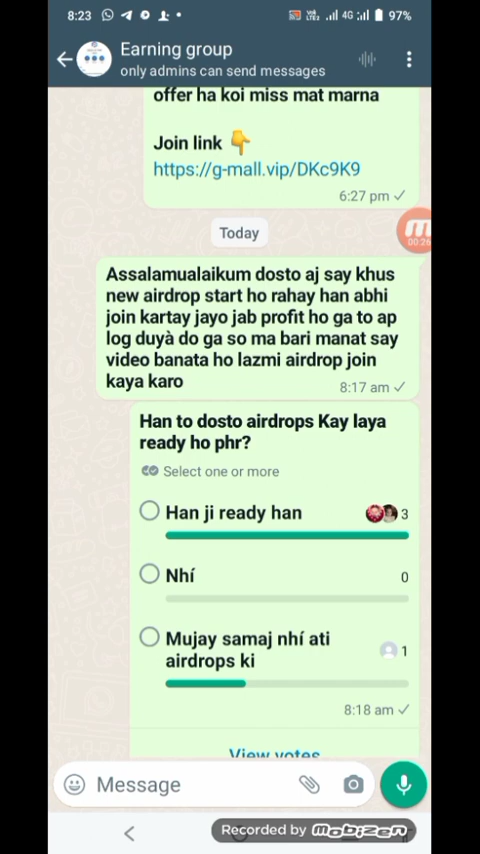 8:23
4G
97%
Earning group
only admins can send messages
offer ha koi miss mat marna
Join link 👇
https://g-mall.vip/DKc9K9
6:27 pm
Today
00:26
Assalamualaikum dosto aj say khus
new airdrop start ho rahay han abhi
join kartay jayo jab profit ho ga to ap
log duyà do ga so ma bari manat say
video banata ho lazmi airdrop join
kaya karo
8:17 am
Han to dosto airdrops Kay laya
ready ho phr?
Select one or more
Han ji ready han
3
Nhí
0
Mujay samaj nhí ati
airdrops ki
1
8:18 am
View votes
Message
Recorded by mobizen